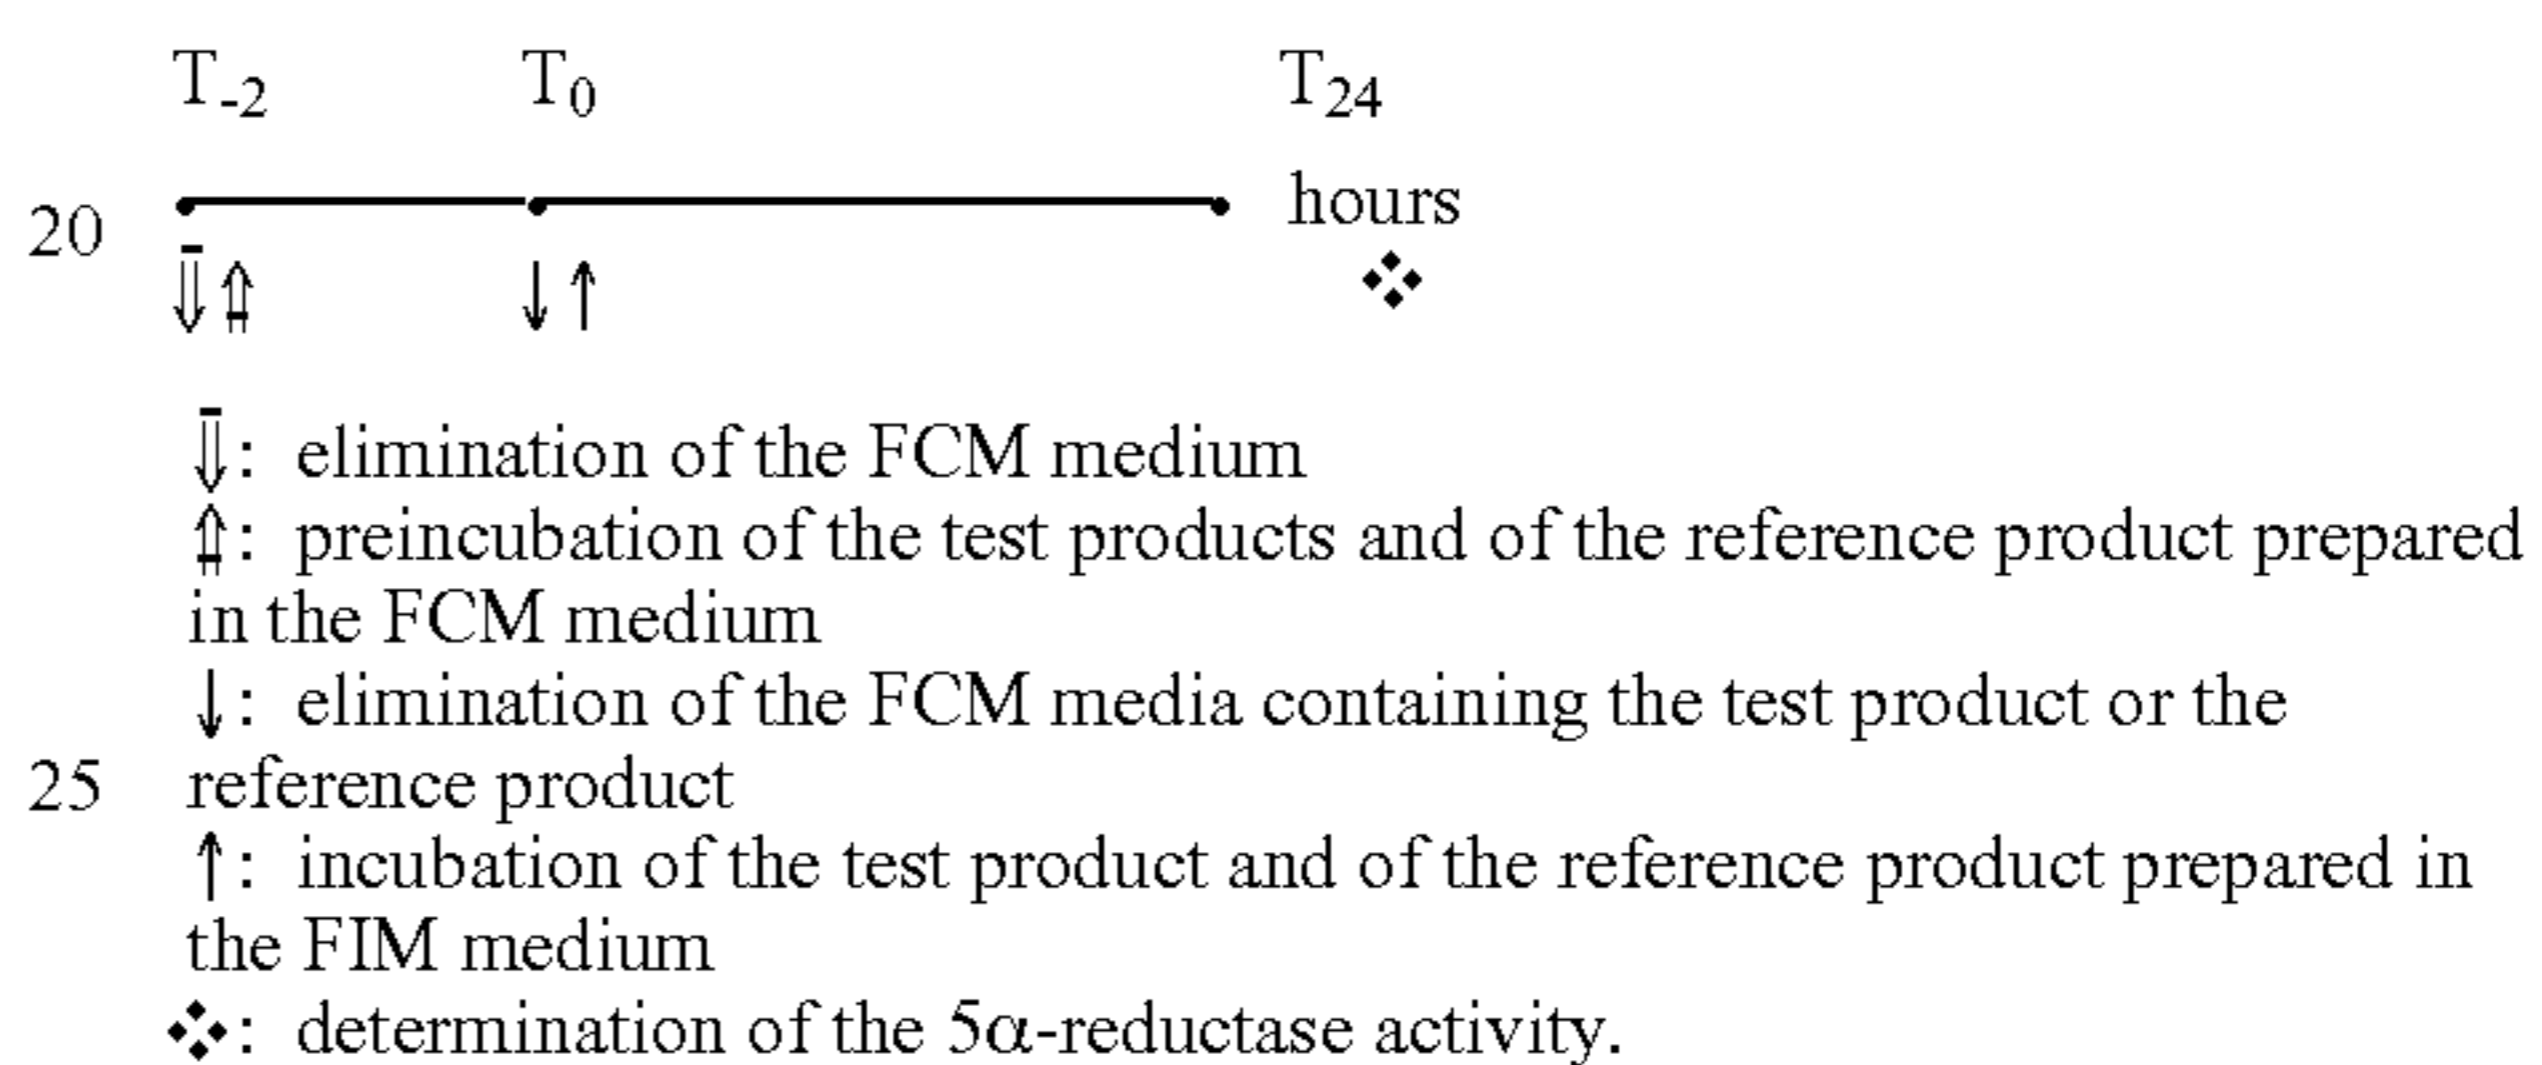 T-2 T0 T24
20 hours
⇓ ⇑ ↓ ↑ ❖
⇓: elimination of the FCM medium
⇑: preincubation of the test products and of the reference product prepared
in the FCM medium
↓: elimination of the FCM media containing the test product or the
25 reference product
↑: incubation of the test product and of the reference product prepared in
the FIM medium
❖: determination of the 5α-reductase activity.